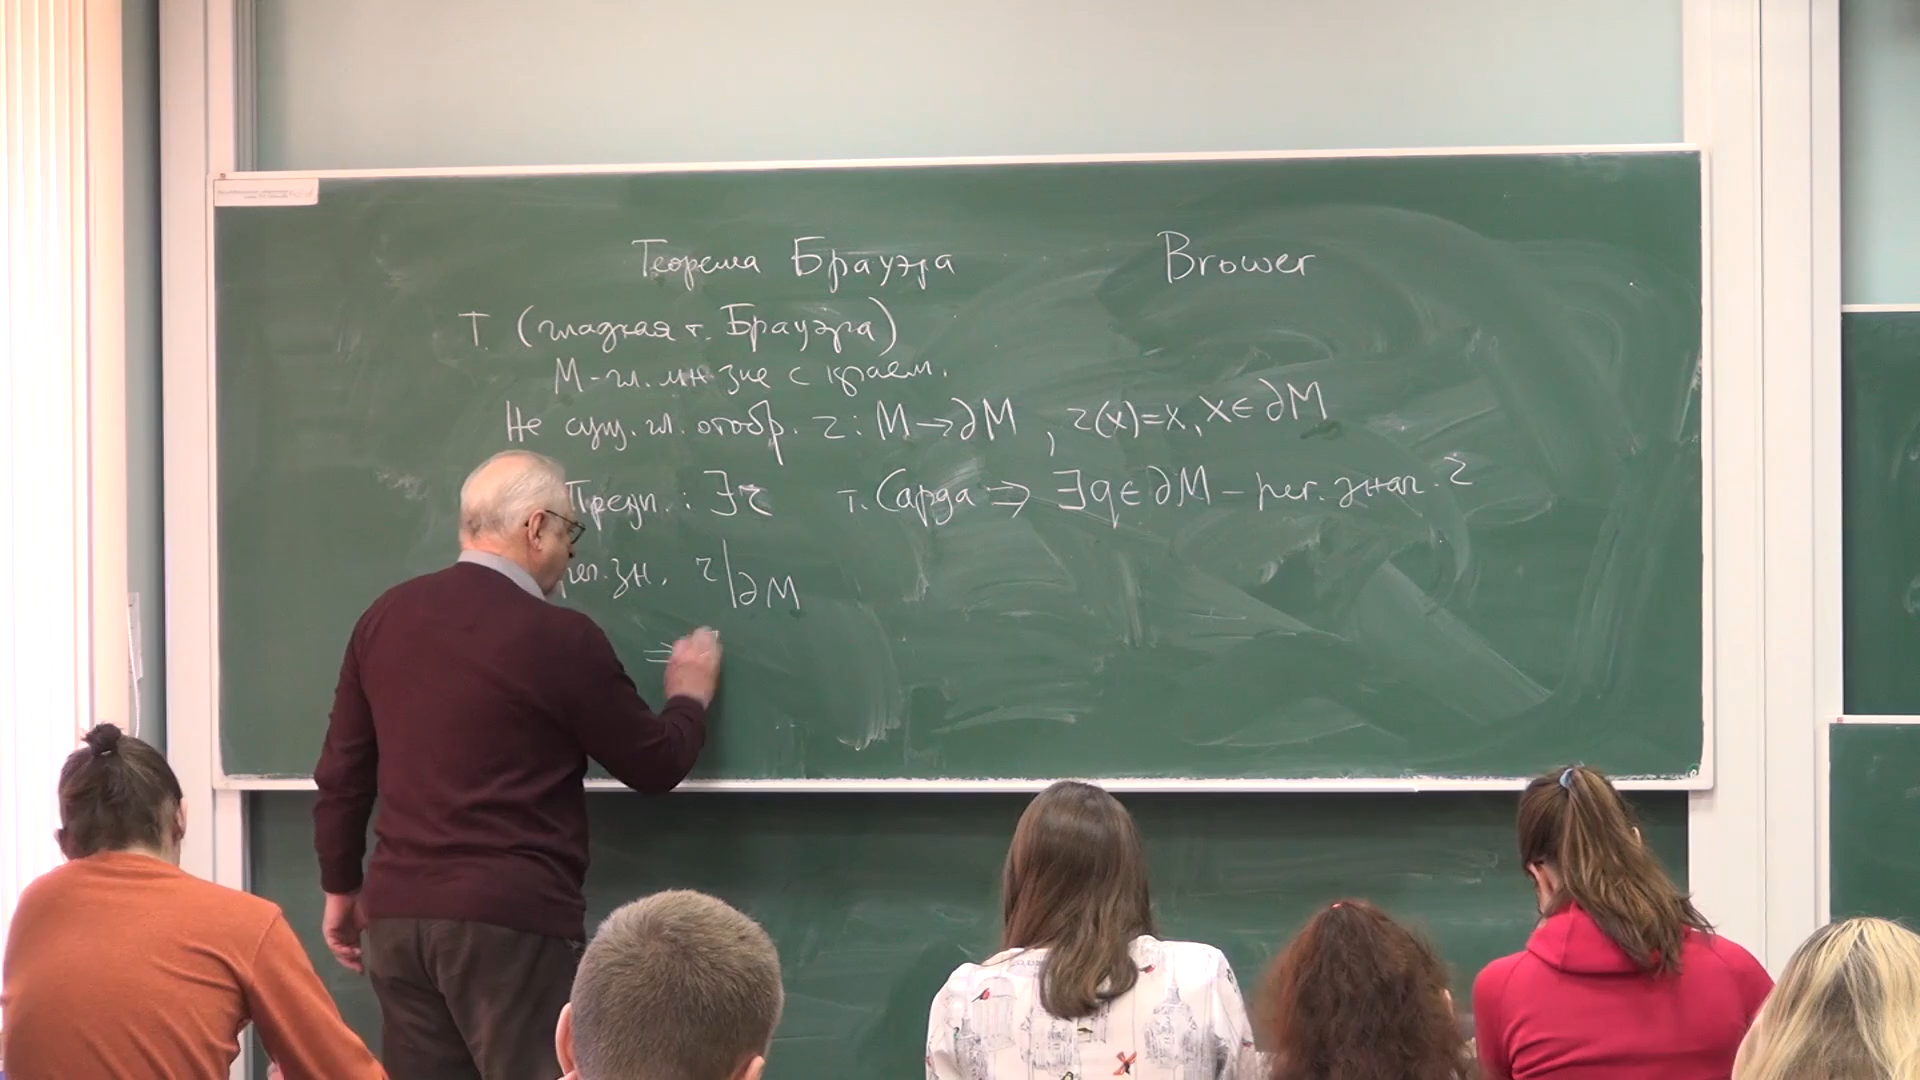 Теорема Брауэра Brower
Т. (гладкая т. Брауэра)
М-гл. мн-зие с краем.
Не сущ. гл. отобр. r: M→∂M, r(x)=x, x∈∂M
Предп.: ∃r т. Сарда ⇒ ∃q∈∂M – рег. знач. r
рег. зн. r|∂M
⇒